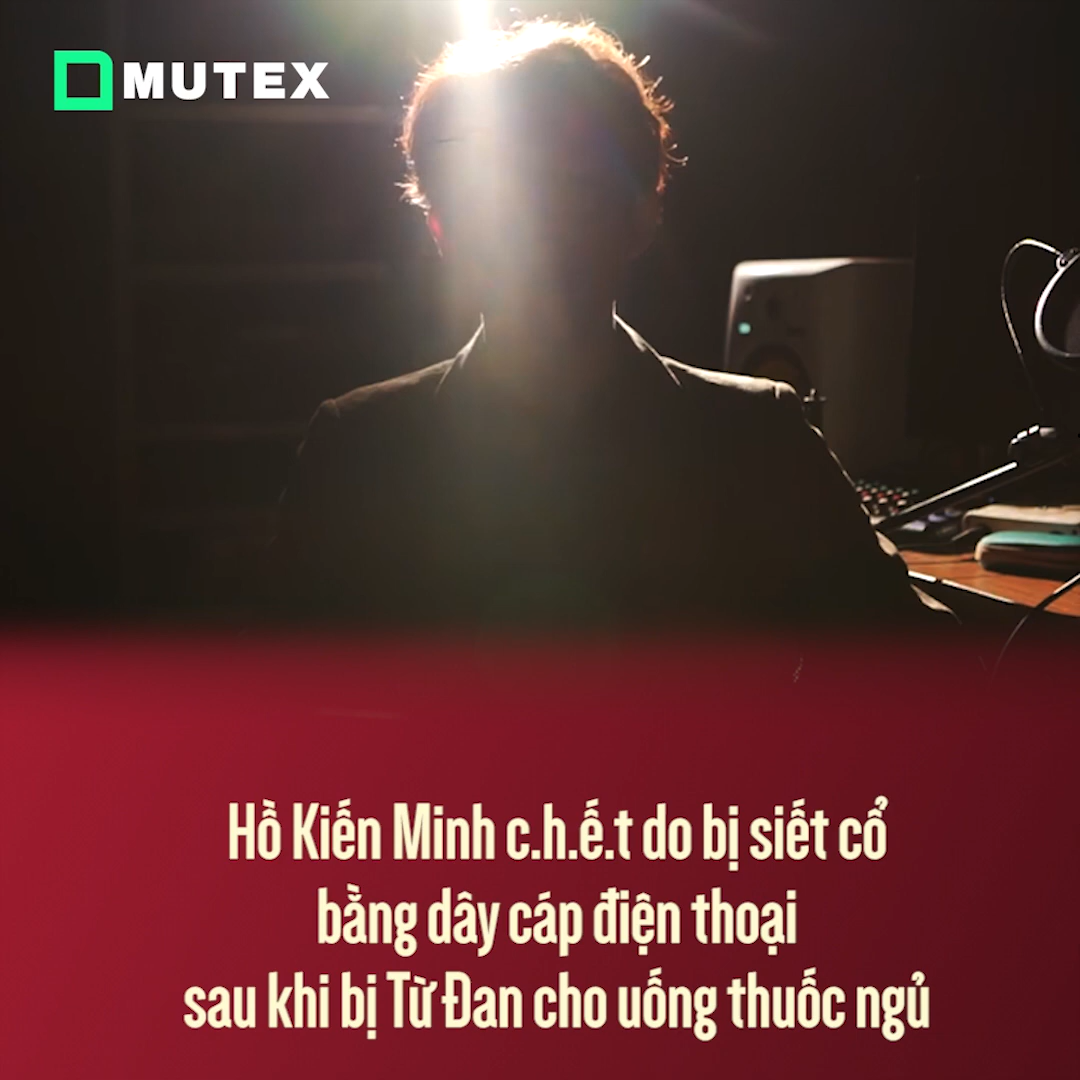 MUTEX
Hồ Kiến Minh c.h.ế.t do bị siết cổ
bằng dây cáp điện thoại
sau khi bị Từ Đan cho uống thuốc ngủ